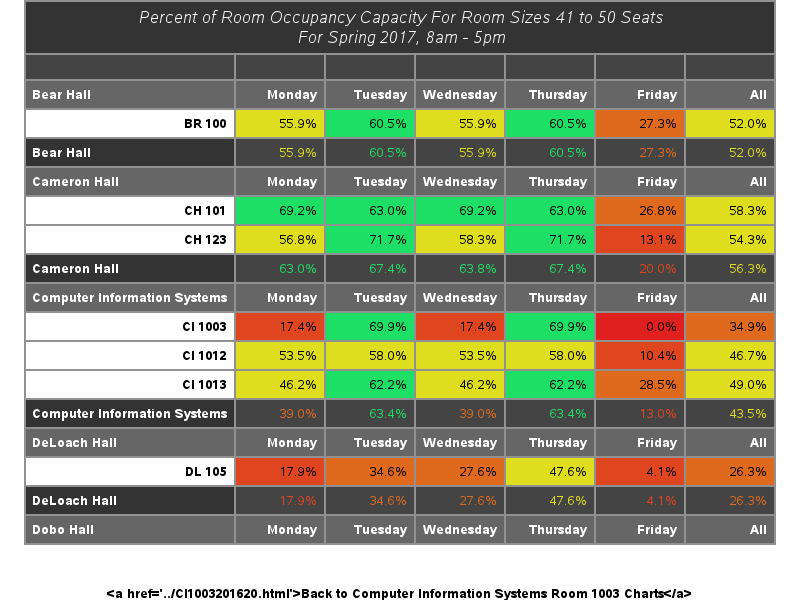 Percent of Room Occupancy Capacity For Room Sizes 41 to 50 Seats
For Spring 2017, 8am - 5pm
Bear Hall Monday Tuesday Wednesday Thursday Friday All
BR 100 55.9% 60.5% 55.9% 60.5% 27.3% 52.0%
Bear Hall 55.9% 60.5% 55.9% 60.5% 27.3% 52.0%
Cameron Hall Monday Tuesday Wednesday Thursday Friday All
CH 101 69.2% 63.0% 69.2% 63.0% 26.8% 58.3%
CH 123 56.8% 71.7% 58.3% 71.7% 13.1% 54.3%
Cameron Hall 63.0% 67.4% 63.8% 67.4% 20.0% 56.3%
Computer Information Systems Monday Tuesday Wednesday Thursday Friday All
CI 1003 17.4% 69.9% 17.4% 69.9% 0.0% 34.9%
CI 1012 53.5% 58.0% 53.5% 58.0% 10.4% 46.7%
CI 1013 46.2% 62.2% 46.2% 62.2% 28.5% 49.0%
Computer Information Systems 39.0% 63.4% 39.0% 63.4% 13.0% 43.5%
DeLoach Hall Monday Tuesday Wednesday Thursday Friday All
DL 105 17.9% 34.6% 27.6% 47.6% 4.1% 26.3%
DeLoach Hall 17.9% 34.6% 27.6% 47.6% 4.1% 26.3%
Dobo Hall Monday Tuesday Wednesday Thursday Friday All
<a href='../CI1003201620.html'>Back to Computer Information Systems Room 1003 Charts</a>